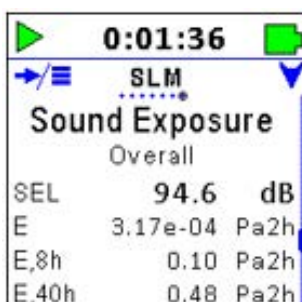 0:01:36
SLM
Sound Exposure
Overall
SEL 94.6 dB
E 3.17e-04 Pa2h
E,8h 0.10 Pa2h
E,40h 0.48 Pa2h